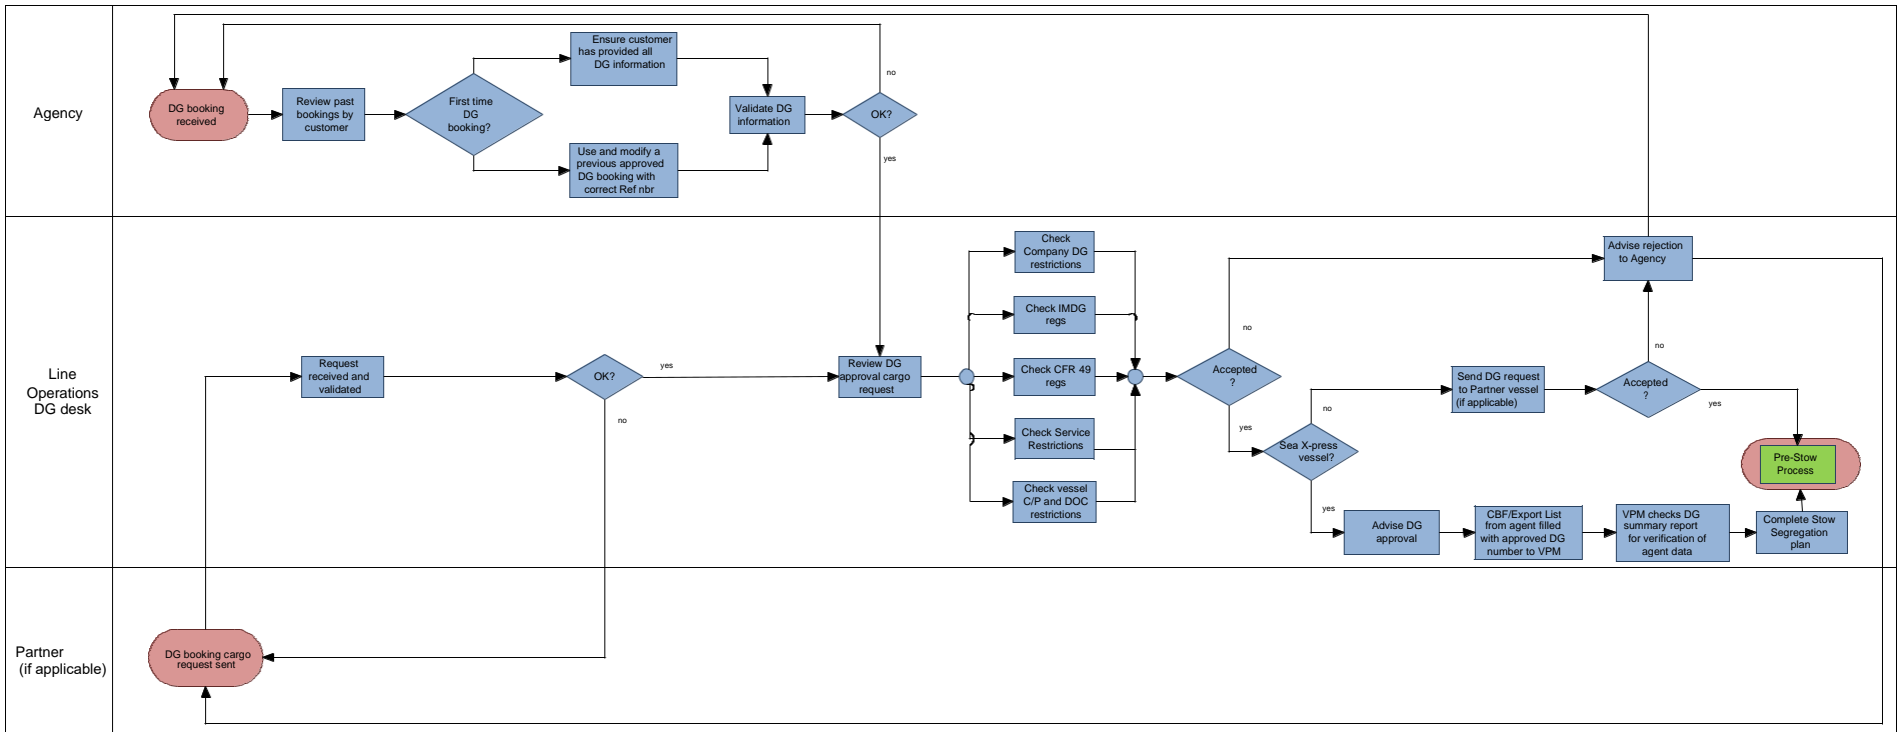 Agency
DG booking
received
Review past
bookings by
customer
First time
DG
booking?
Ensure customer
has provided all
DG information
Use and modify a
previous approved
DG booking with
correct Ref nbr
Validate DG
information
OK?
no
yes
Line
Operations
DG desk
Request
received and
validated
OK?
yes
no
Review DG
approval cargo
request
Check
Company DG
restrictions
Check IMDG
regs
Check CFR 49
regs
Check Service
Restrictions
Check vessel
C/P and DOC
restrictions
Accepted
?
no
yes
Sea X-press
vessel?
no
yes
Send DG request
to Partner vessel
(if applicable)
Accepted
?
no
yes
Advise rejection
to Agency
Pre-Stow
Process
Advise DG
approval
CBF/Export List
from agent filled
with approved DG
number to VPM
VPM checks DG
summary report
for verification of
agent data
Complete Stow
Segregation
plan
Partner
(if applicable)
DG booking cargo
request sent